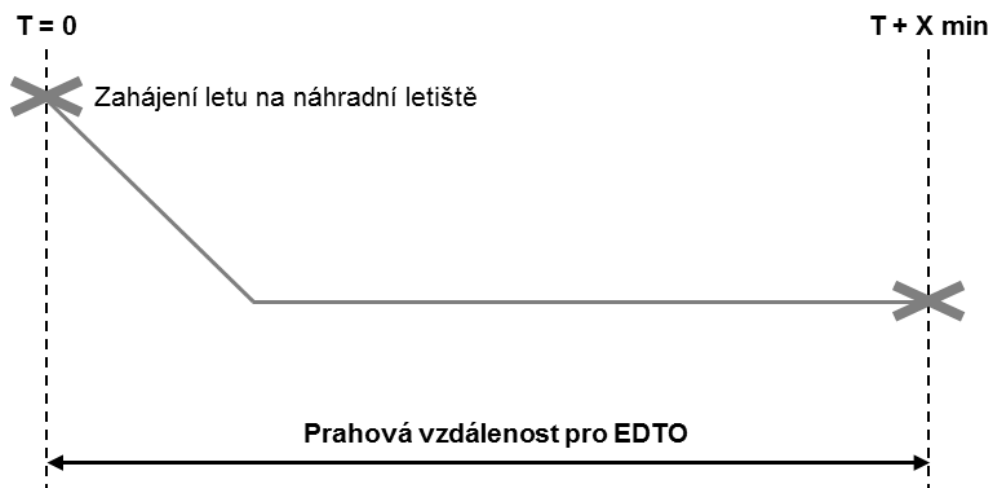 T = 0
T + X min
Zahájení letu na náhradní letiště
Prahová vzdálenost pro EDTO